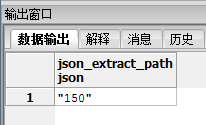 输出窗口
数据输出 解释 消息 历史
json_extract_path
json
1 "150"